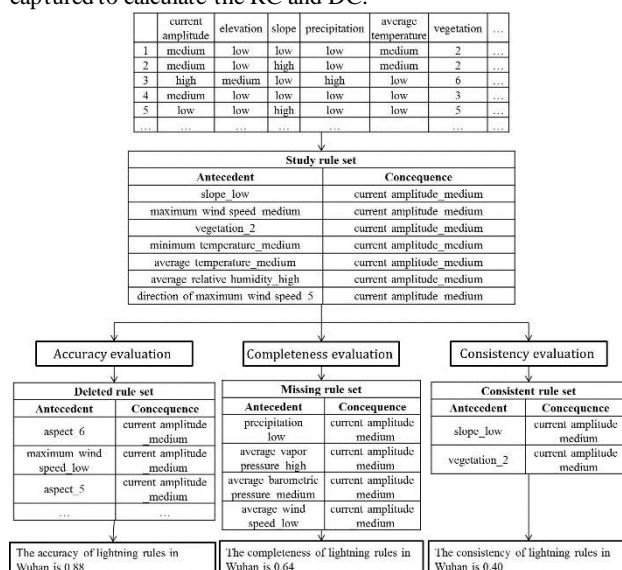 captured to calculate the RC and DC.
current amplitude elevation slope precipitation average temperature vegetation ...
1 medium low low low medium 2 ...
2 medium low high low medium 2 ...
3 high medium low high low 6 ...
4 medium low low low low 3 ...
5 low low high low low 5 ...
... ... ... ... ... ... ... ...
Study rule set
Antecedent Concequence
slope_low current amplitude_medium
maximum wind speed_medium current amplitude_medium
vegetation_2 current amplitude_medium
minimum temperature_medium current amplitude_medium
average temperature_medium current amplitude_medium
average relative humidity_high current amplitude_medium
direction of maximum wind speed_5 current amplitude_medium
Accuracy evaluation
Completeness evaluation
Consistency evaluation
Deleted rule set
Antecedent Concequence
aspect_6 current amplitude _medium
maximum wind speed_low current amplitude _medium
aspect_5 current amplitude _medium
... ...
The accuracy of lightning rules in
Wuhan is 0.88
Missing rule set
Antecedent Concequence
precipitation low current amplitude medium
average vapor pressure_high current amplitude medium
average barometric pressure_medium current amplitude medium
average wind speed_low current amplitude medium
The completeness of lightning rules in
Wuhan is 0.64
Consistent rule set
Antecedent Concequence
slope_low current amplitude medium
vegetation_2 current amplitude medium
The consistency of lightning rules in
Wuhan is 0.40